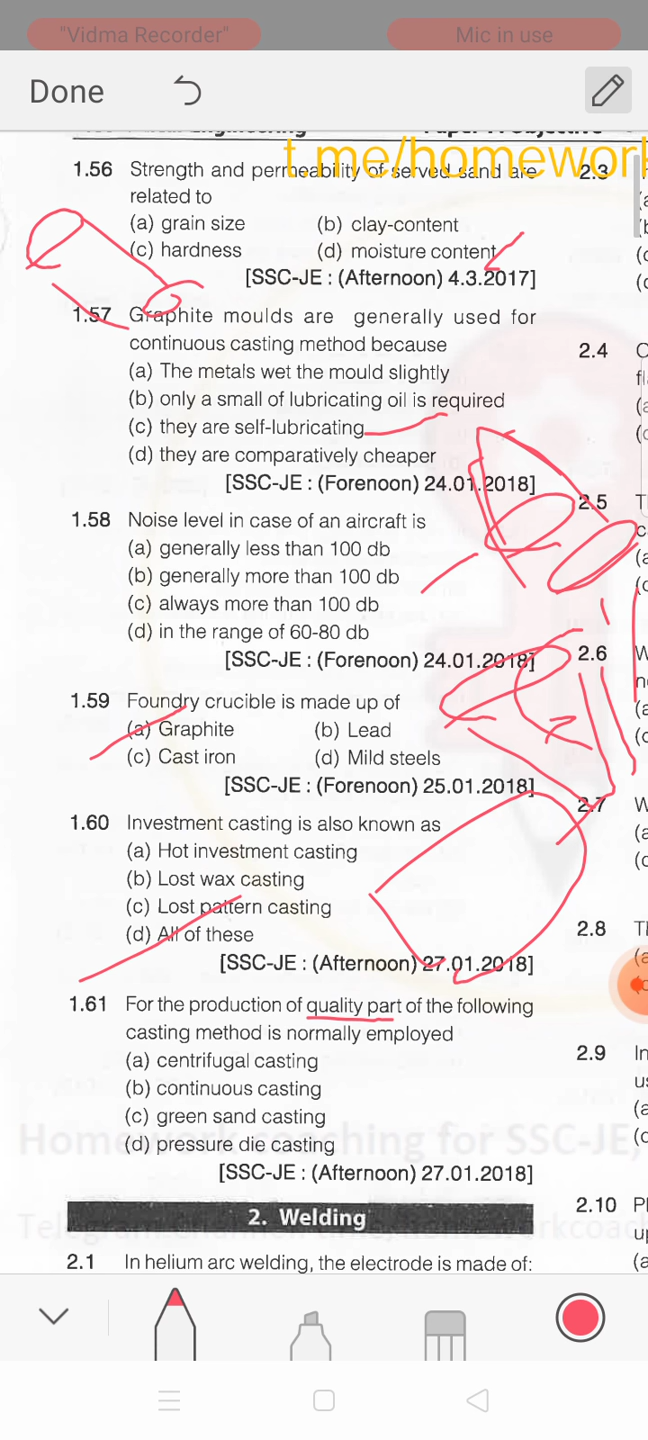 "Vidma Recorder"
Mic in use
Done
t.me/homework
1.56 Strength and permeability of served sand are
related to
(a) grain size (b) clay-content
(c) hardness (d) moisture content
[SSC-JE : (Afternoon) 4.3.2017]
1.57 Graphite moulds are generally used for
continuous casting method because
(a) The metals wet the mould slightly
(b) only a small of lubricating oil is required
(c) they are self-lubricating
(d) they are comparatively cheaper
[SSC-JE : (Forenoon) 24.01.2018]
1.58 Noise level in case of an aircraft is
(a) generally less than 100 db
(b) generally more than 100 db
(c) always more than 100 db
(d) in the range of 60-80 db
[SSC-JE : (Forenoon) 24.01.2018]
1.59 Foundry crucible is made up of
(a) Graphite (b) Lead
(c) Cast iron (d) Mild steels
[SSC-JE : (Forenoon) 25.01.2018]
1.60 Investment casting is also known as
(a) Hot investment casting
(b) Lost wax casting
(c) Lost pattern casting
(d) All of these
[SSC-JE : (Afternoon) 27.01.2018]
1.61 For the production of quality part of the following
casting method is normally employed
(a) centrifugal casting
(b) continuous casting
(c) green sand casting
(d) pressure die casting
[SSC-JE : (Afternoon) 27.01.2018]
Homework coaching for SSC-JE,
2. Welding
2.1 In helium arc welding, the electrode is made of:
2.3
2.4
2.5
2.6
2.7
2.8
2.9 In
2.10